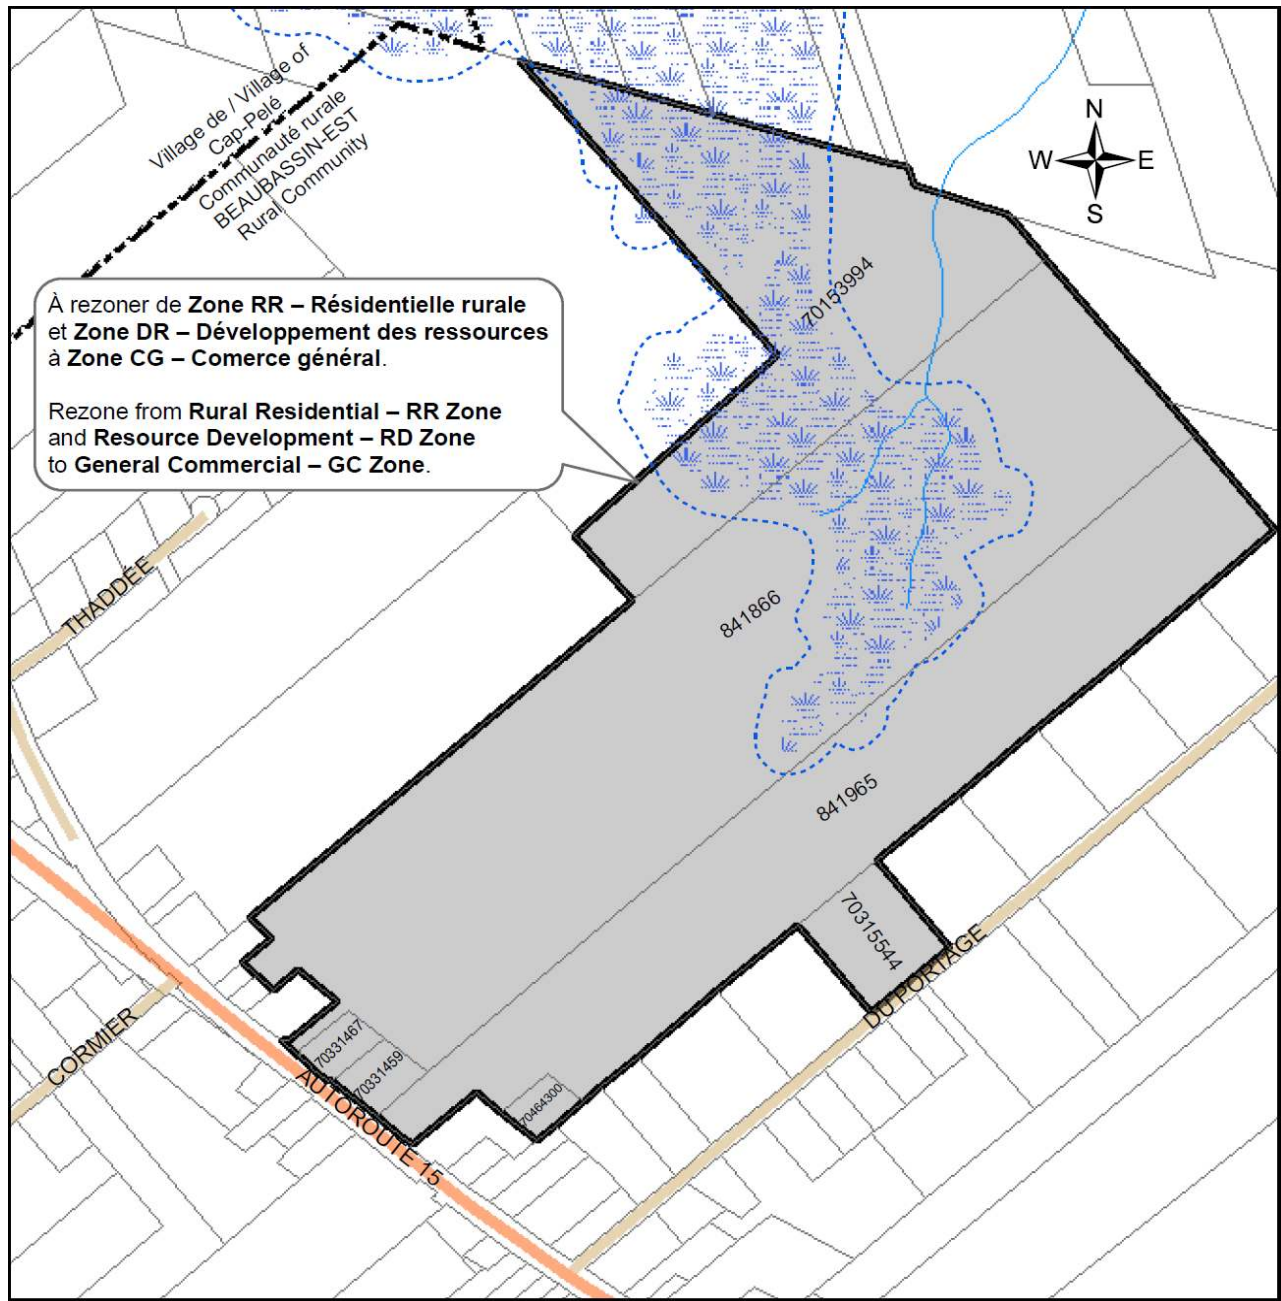 Village de / Village of
Cap-Pelé
Communauté rurale
BEAUBASSIN-EST
Rural Community
N
W E
S
À rezoner de Zone RR – Résidentielle rurale
et Zone DR – Développement des ressources
à Zone CG – Comerce général.
Rezone from Rural Residential – RR Zone
and Resource Development – RD Zone
to General Commercial – GC Zone.
70153994
THADDÉE
841866
841965
70315544
DU PORTAGE
CORMIER
70331467
70331459
70464300
AUTOROUTE 15